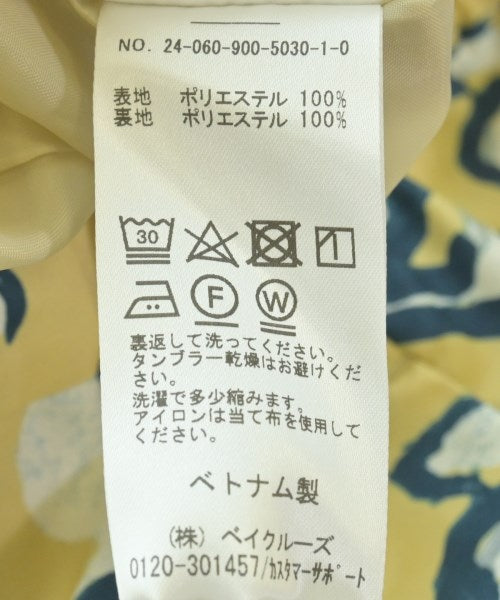 NO. 24-060-900-5030-1-0
表地 ポリエステル 100%
裏地 ポリエステル 100%
30
F
W
裏返して洗ってください。
タンブラー乾燥はお避けくだ
さい。
洗濯で多少縮みます。
アイロンは当て布を使用して
ください。
ベトナム製
(株) ベイクルーズ
0120-301457/ｶｽﾀﾏｰｻﾎﾟｰﾄ